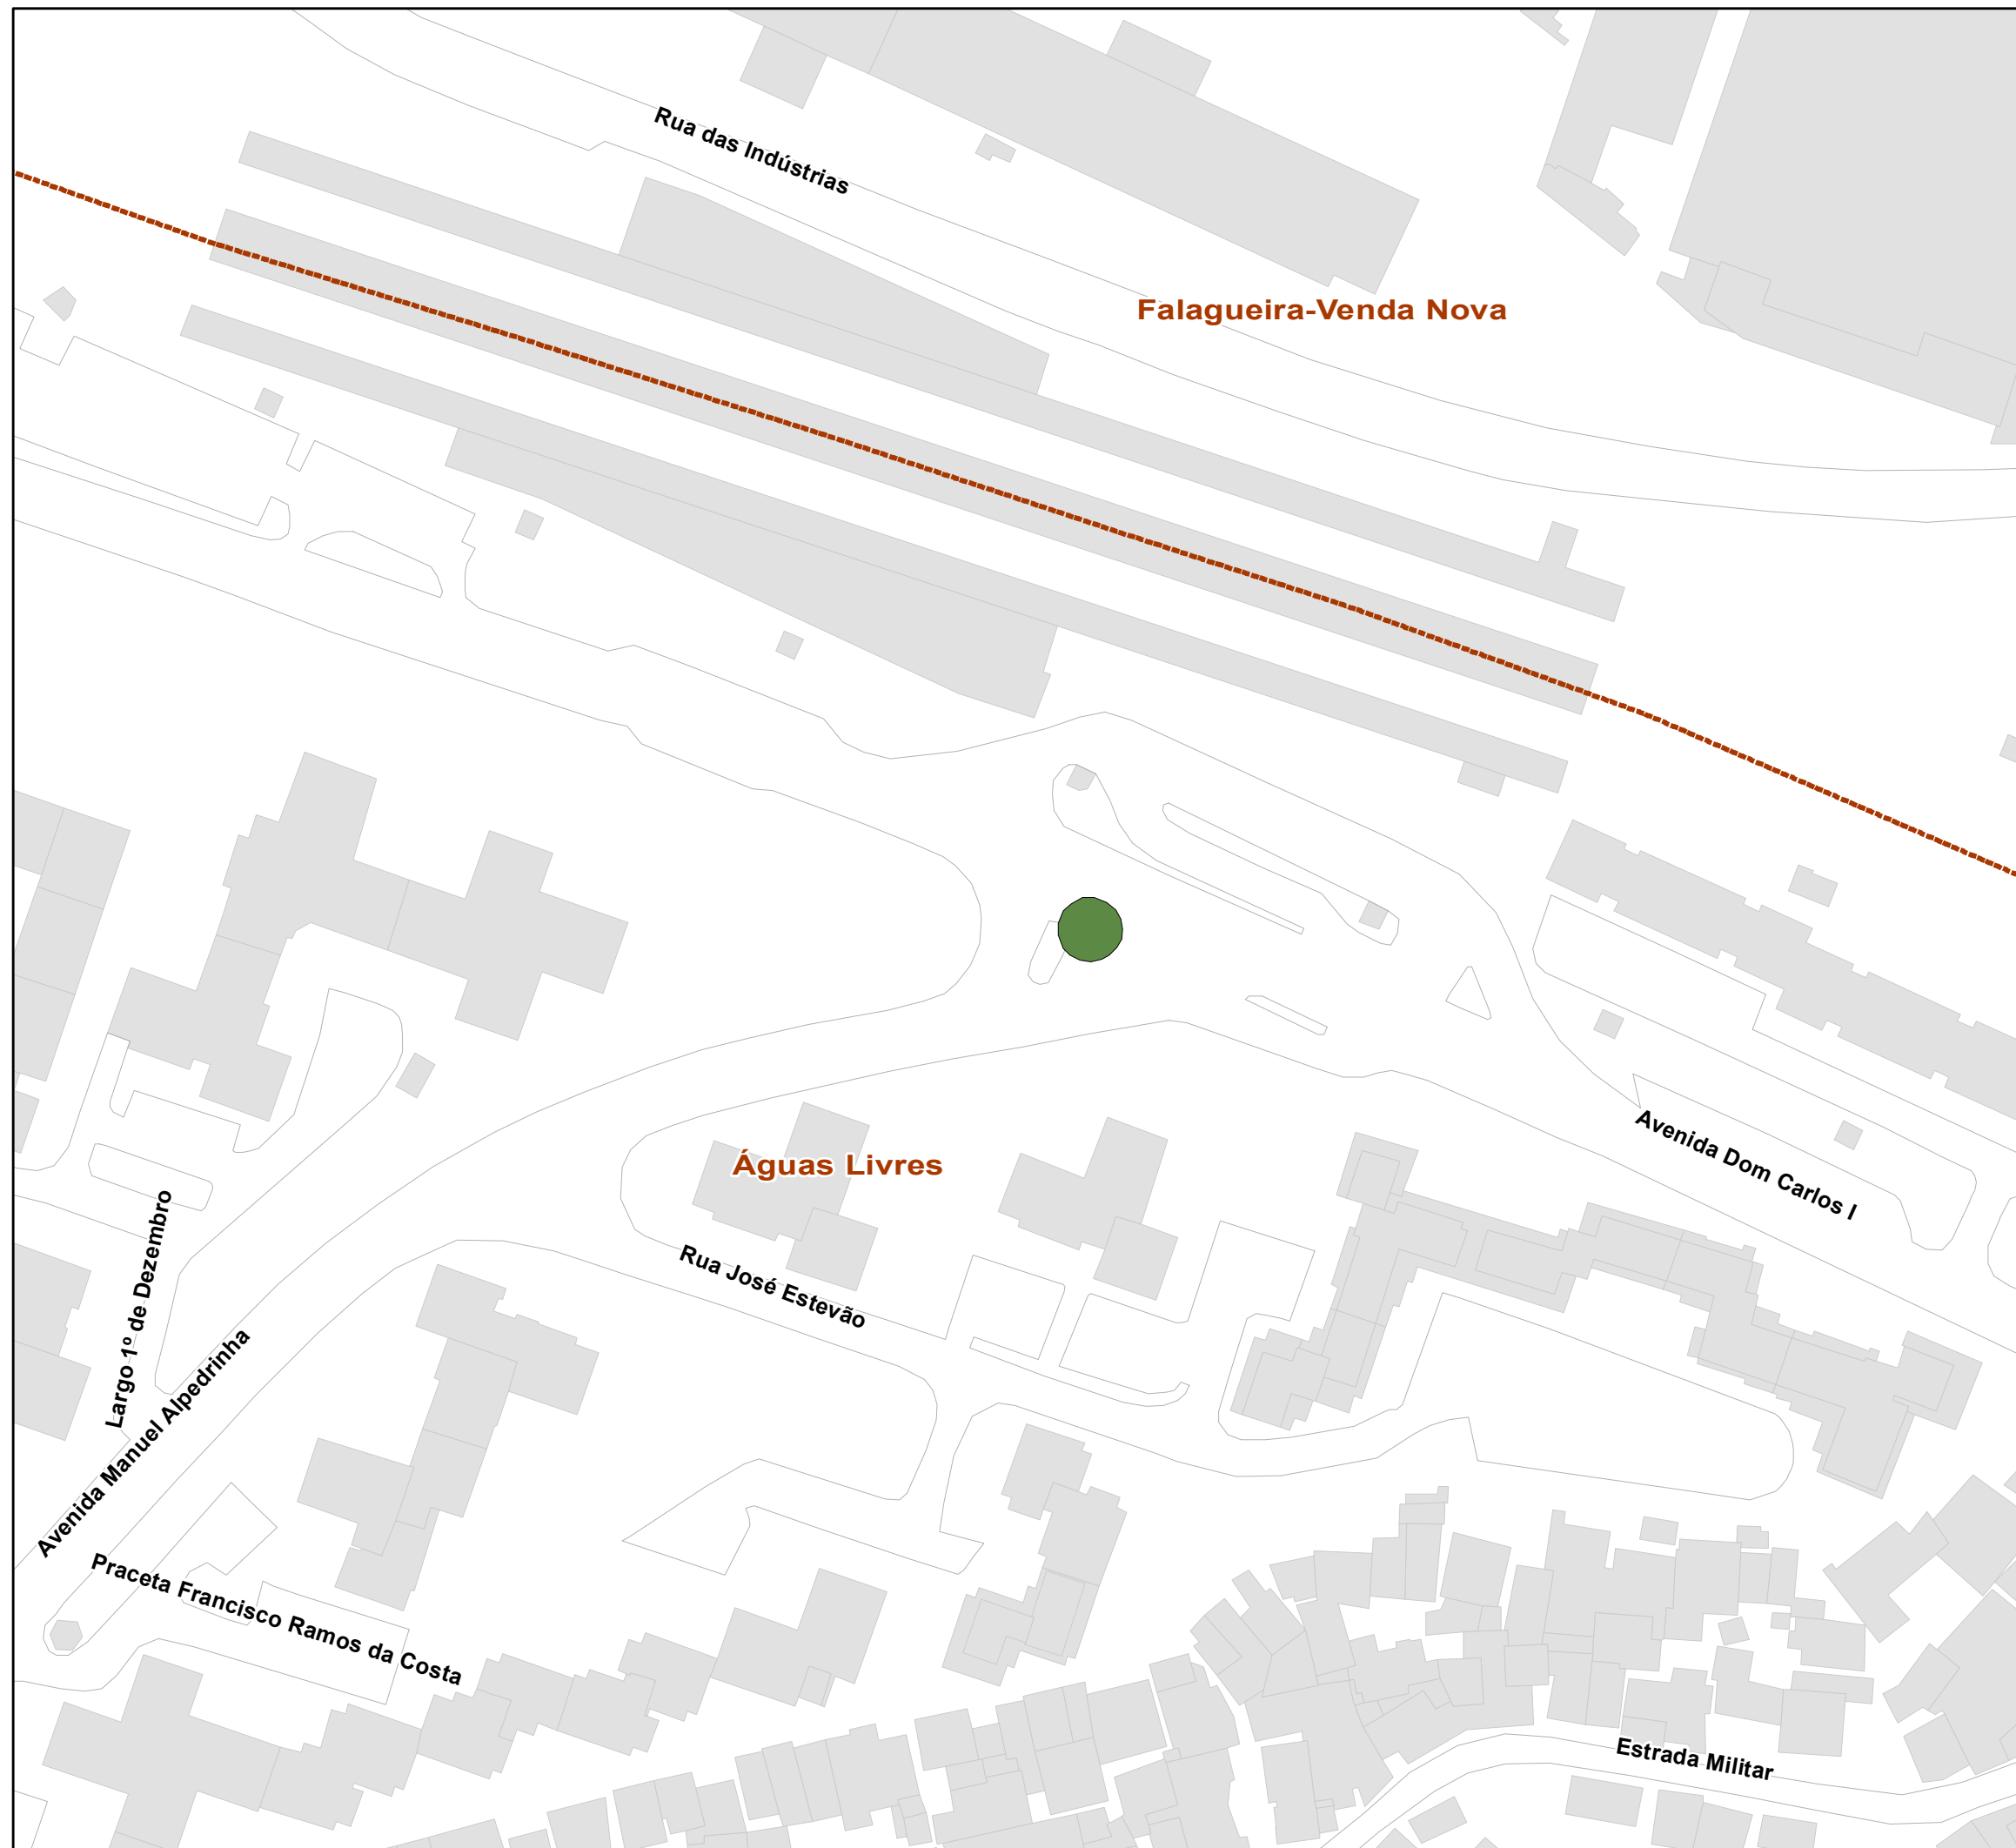 Rua das Indústrias
Falagueira-Venda Nova
Avenida Dom Carlos I
Águas Livres
Rua José Estevão
Largo 1º de Dezembro
Avenida Manuel Alpedrinha
Praceta Francisco Ramos da Costa
Estrada Militar